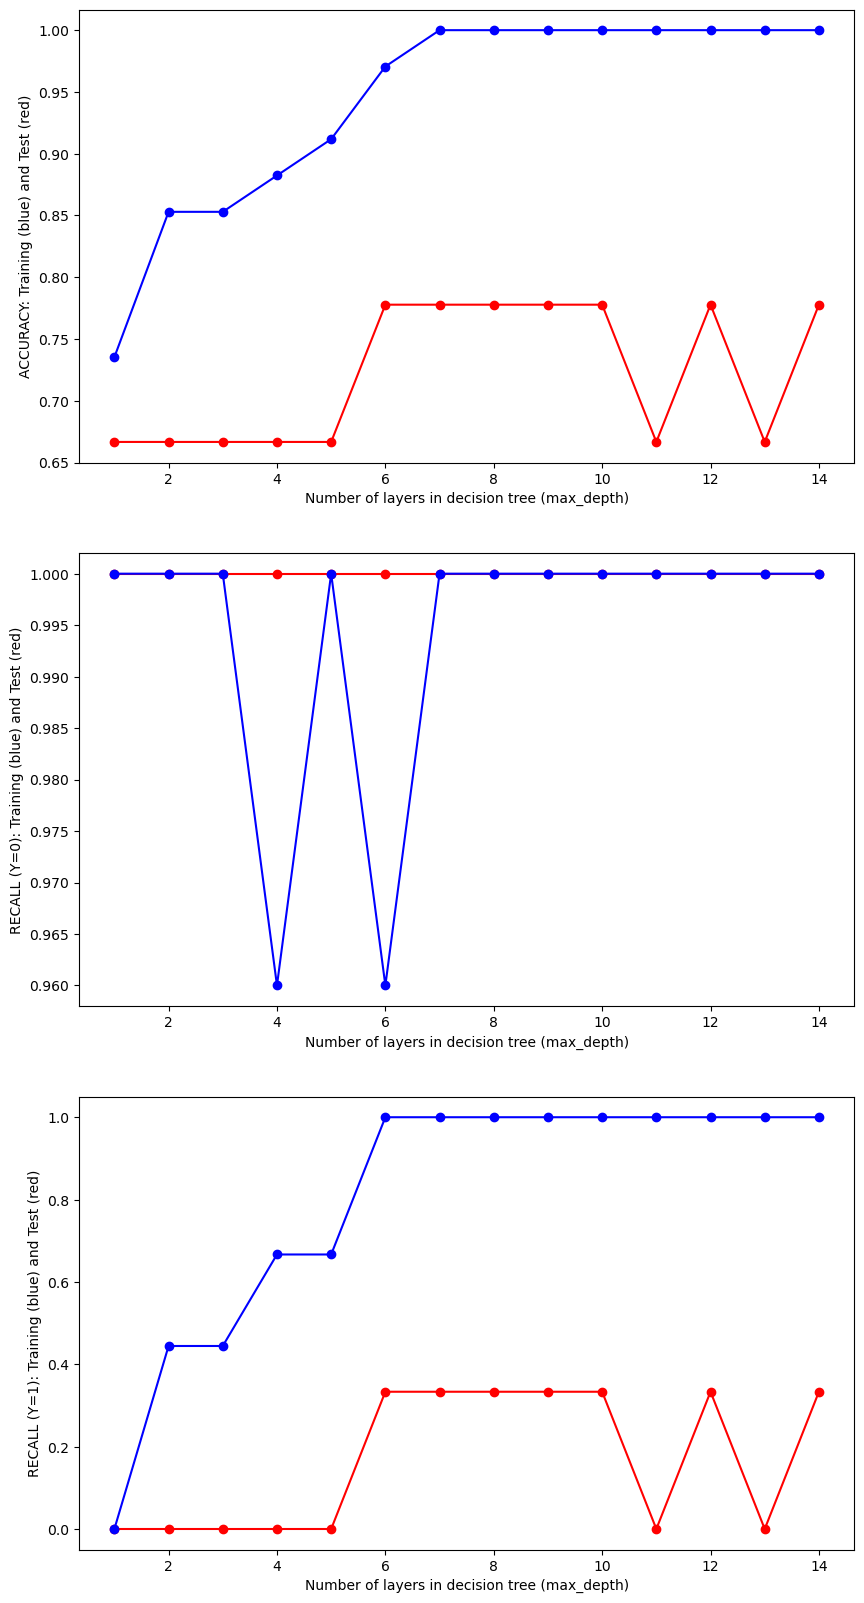 ACCURACY: Training (blue) and Test (red)
1.00
0.95
0.90
0.85
0.80
0.75
0.70
0.65
2 4 6 8 10 12 14
Number of layers in decision tree (max_depth)
RECALL (Y=0): Training (blue) and Test (red)
1.000
0.995
0.990
0.985
0.980
0.975
0.970
0.965
0.960
2 4 6 8 10 12 14
Number of layers in decision tree (max_depth)
RECALL (Y=1): Training (blue) and Test (red)
1.0
0.8
0.6
0.4
0.2
0.0
2 4 6 8 10 12 14
Number of layers in decision tree (max_depth)